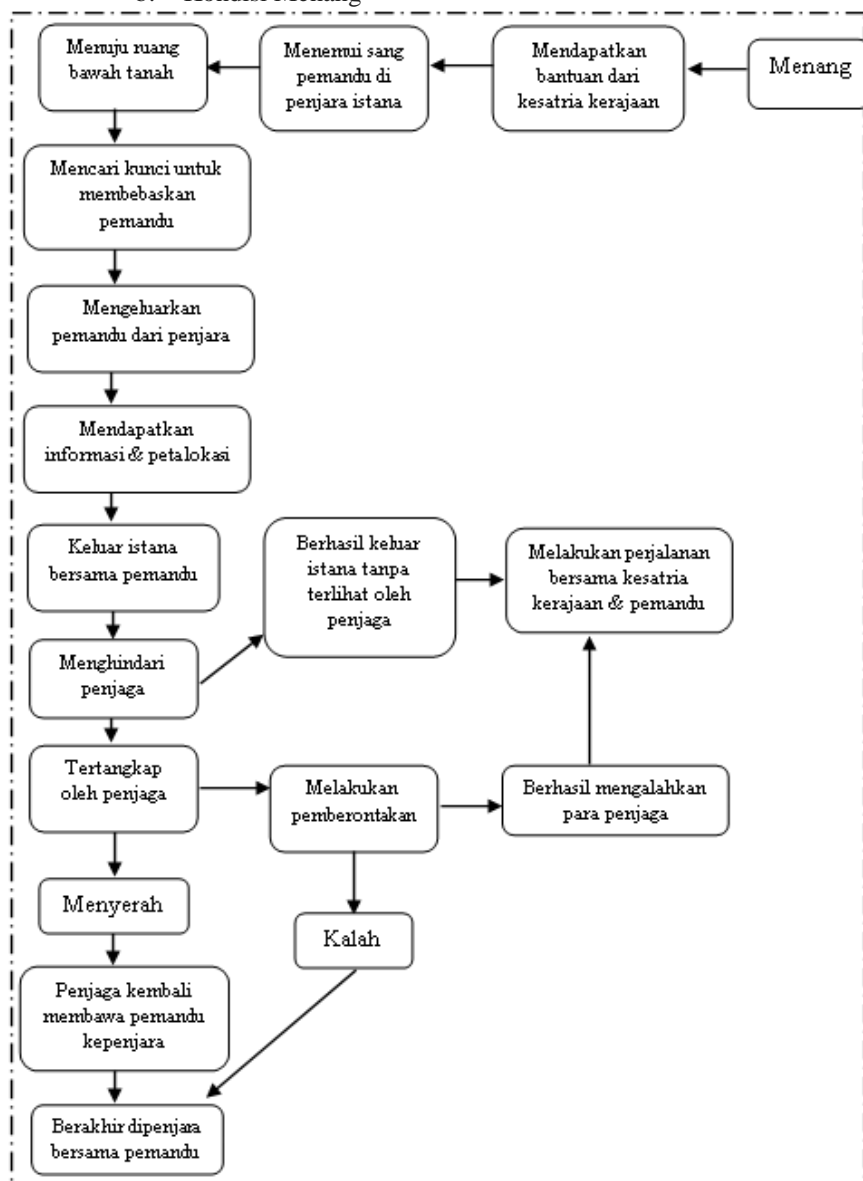 Kondisi Menang
Menuju ruang
bawah tanah
Menemui sang
pemandu di
penjara istana
Mendapatkan
bantuan dari
kesatria kerajaan
Menang
Mencari kunci untuk
membebaskan
pemandu
Mengeluarkan
pemandu dari penjara
Mendapatkan
informasi & petalokasi
Keluar istana
bersama pemandu
Berhasil keluar
istana tanpa
terlihat oleh
penjaga
Melakukan perjalanan
bersama kesatria
kerajaan & pemandu
Menghindari
penjaga
Tertangkap
oleh penjaga
Melakukan
pemberontakan
Berhasil mengalahkan
para penjaga
Menyerah
Kalah
Penjaga kembali
membawa pemandu
kepenjara
Berakhir dipenjara
bersama pemandu